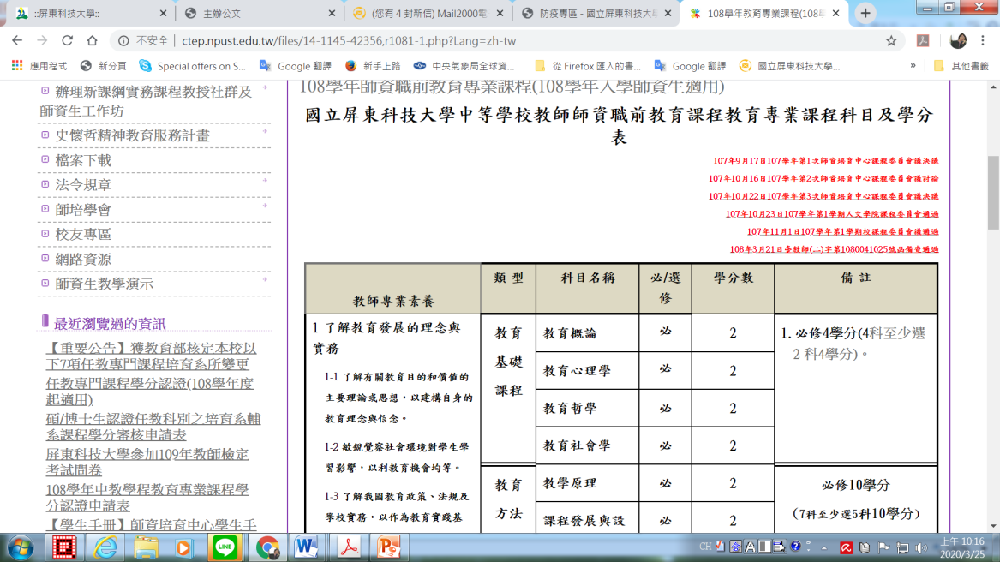 ::屏東科技大學::
主辦公文
(您有 4 封新信) Mail2000電
防疫專區 - 國立屏東科技大
108學年教育專業課程(108學
不安全 | ctep.npust.edu.tw/files/14-1145-42356,r1081-1.php?Lang=zh-tw
應用程式 新分頁 Special offers on S... Google 翻譯 新手上路 中央氣象局全球資... 從 Firefox 匯入的書... Google 翻譯 國立屏東科技大學... » 其他書籤
辦理新課綱實務課程教授社群及
師資生工作坊
史懷哲精神教育服務計畫
檔案下載
法令規章
師培學會
校友專區
網路資源
師資生教學演示
最近瀏覽過的資訊
【重要公告】獲教育部核定本校以
下7項任教專門課程培育系所變更
任教專門課程學分認證(108學年度
起適用)
碩/博士生認證任教科別之培育系輔
系課程學分審核申請表
屏東科技大學參加109年教師檢定
考試問卷
108學年中教學程教育專業課程學
分認證申請表
【學生手冊】師資培育中心學生手
108學年師資職前教育專業課程(108學年入學師資生適用)
國立屏東科技大學中等學校教師師資職前教育課程教育專業課程科目及學分
表
107年9月17日107學年第1次師資培育中心課程委員會議決議
107年10月16日107學年第2次師資培育中心課程委員會議討論
107年10月22日107學年第3次師資培育中心課程委員會議決議
107年10月23日107學年第1學期人文學院課程委員會通過
107年11月1日107學年第1學期校課程委員會議通過
108年3月21日臺教師(二)字第1080041025號函備查通過
教師專業素養
類 型
科目名稱
必/選
修
學分數
備 註
1 了解教育發展的理念與
實務
1-1 了解有關教育目的和價值的
主要理論或思想，以建構自身的
教育理念與信念。
1-2 敏銳覺察社會環境對學生學
習影響，以利教育機會均等。
1-3 了解我國教育政策、法規及
學校實務，以作為教育實踐基
教育
基礎
課程
教育概論 必 2
教育心理學 必 2
教育哲學 必 2
教育社會學 必 2
1. 必修4學分(4科至少選
2 科4學分)。
教育
方法
教學原理 必 2
課程發展與設 必 2
必修10學分
(7科至少選5科10學分)
CH
上午 10:16
2020/3/25